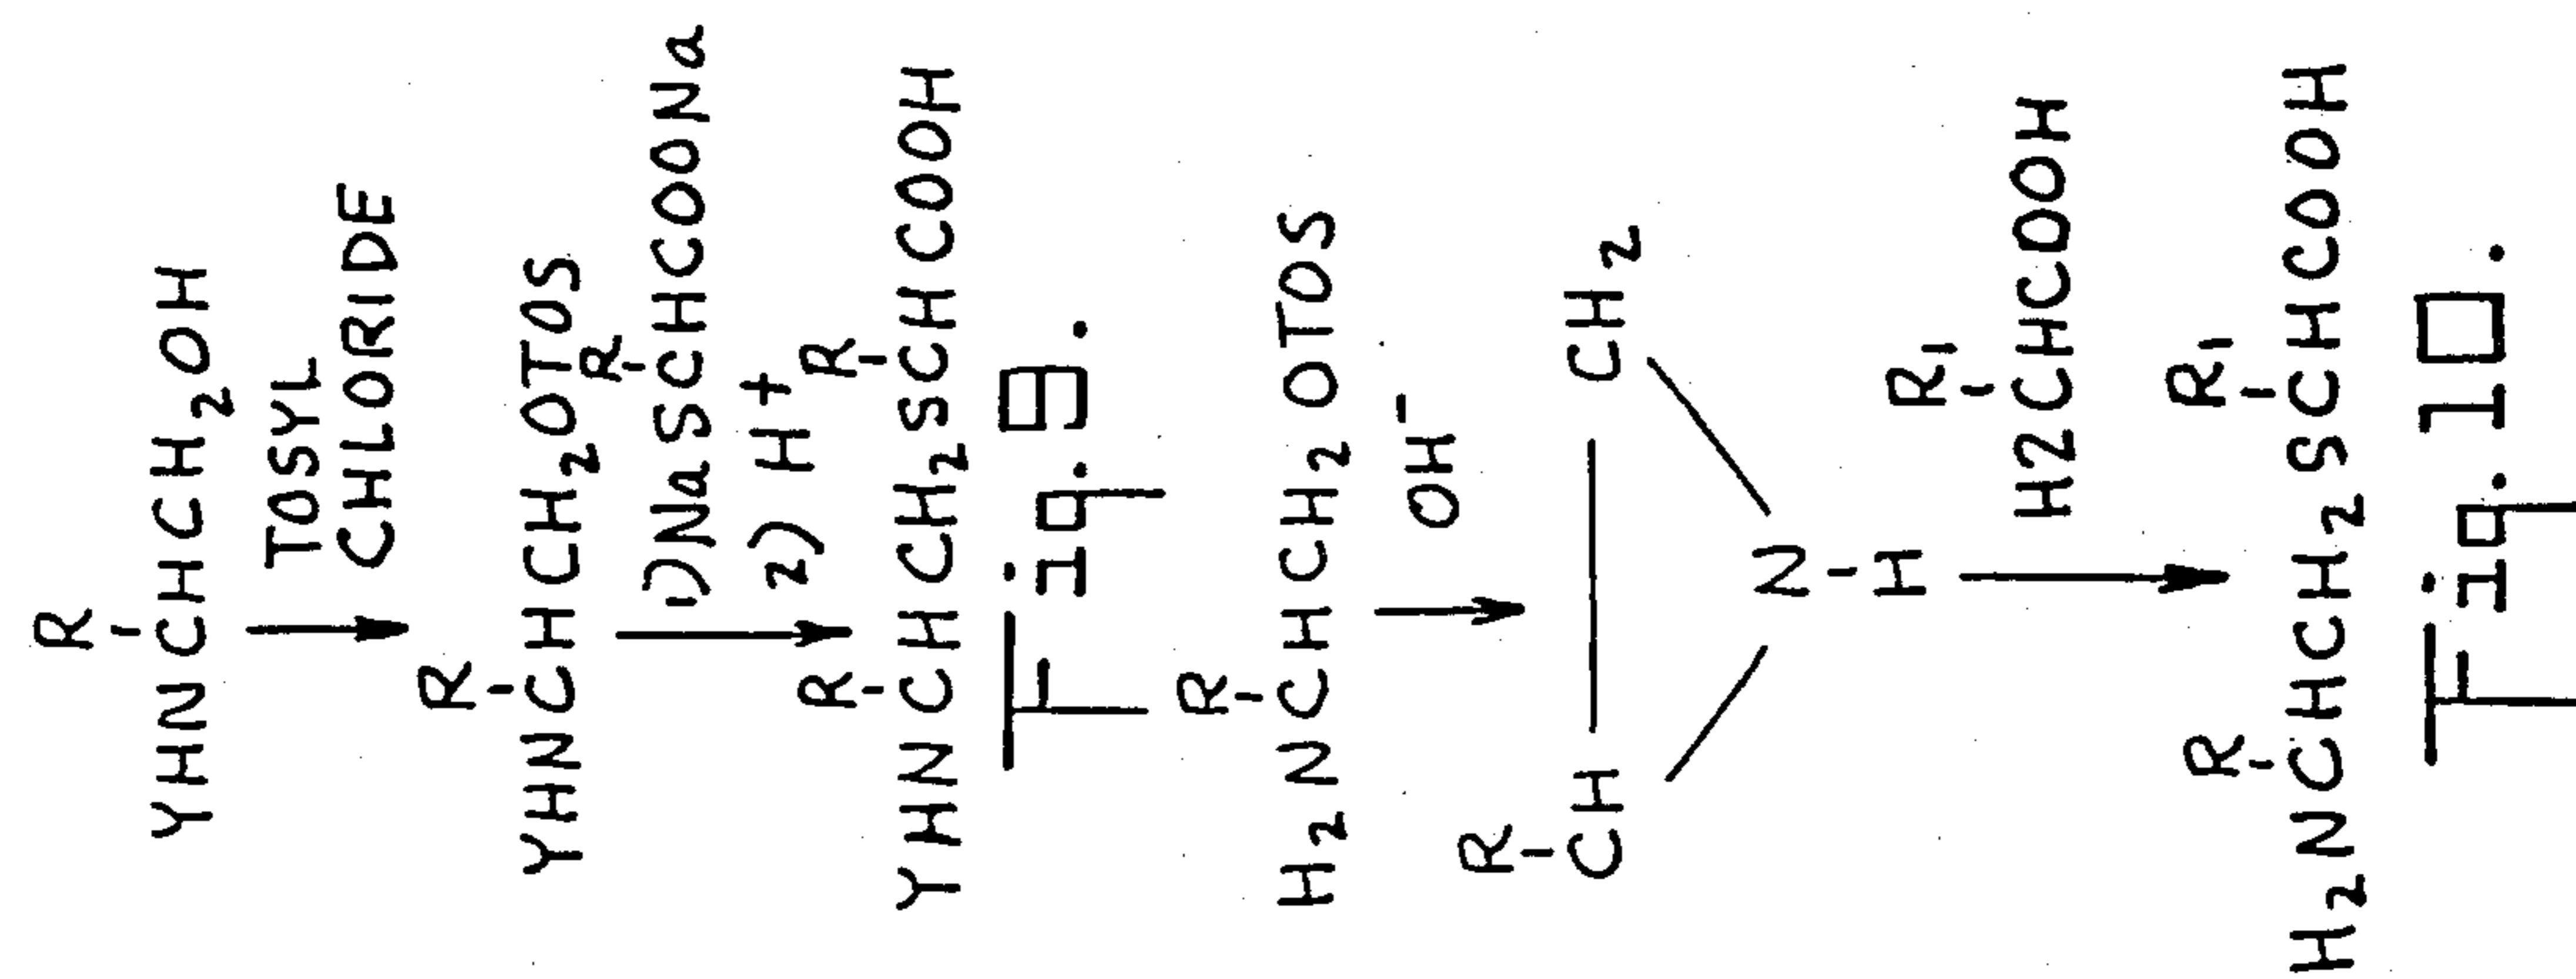 R
YHNCHCH2OH
TOSYL
CHLORIDE
R
YHNCHCH2OTOS
R
1) NaSCHCOONa
2) H+
R R
YHNCHCH2SCHCOOH
Fig. 9.
R
H2NCHCH2OTOS
OH-
R
CH CH2
N
H
R1
H2CHCOOH
R R1
H2NCHCH2SCHCOOH
Fig. 10.